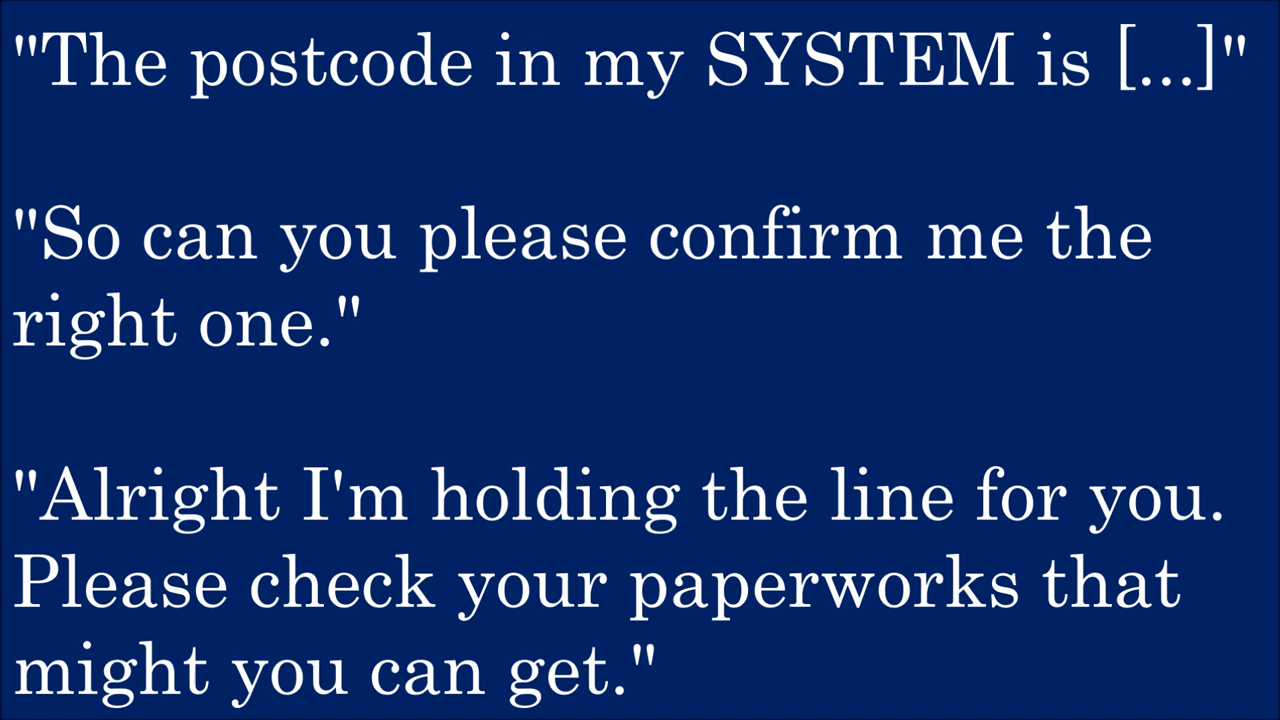 "The postcode in my SYSTEM is [...]"
"So can you please confirm me the
right one."
"Alright I'm holding the line for you.
Please check your paperworks that
might you can get."